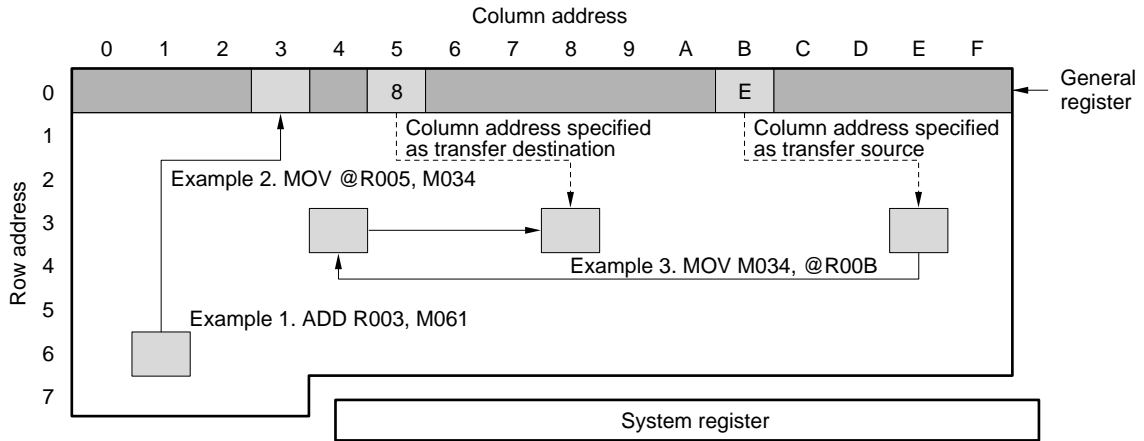 Column address
0 1 2 3 4 5 6 7 8 9 A B C D E F
0 8 E General
register
1 Column address specified
as transfer destination
Column address specified
as transfer source
2 Example 2. MOV @R005, M034
3
4 Example 3. MOV M034, @R00B
5 Example 1. ADD R003, M061
6
7
System register
Row address